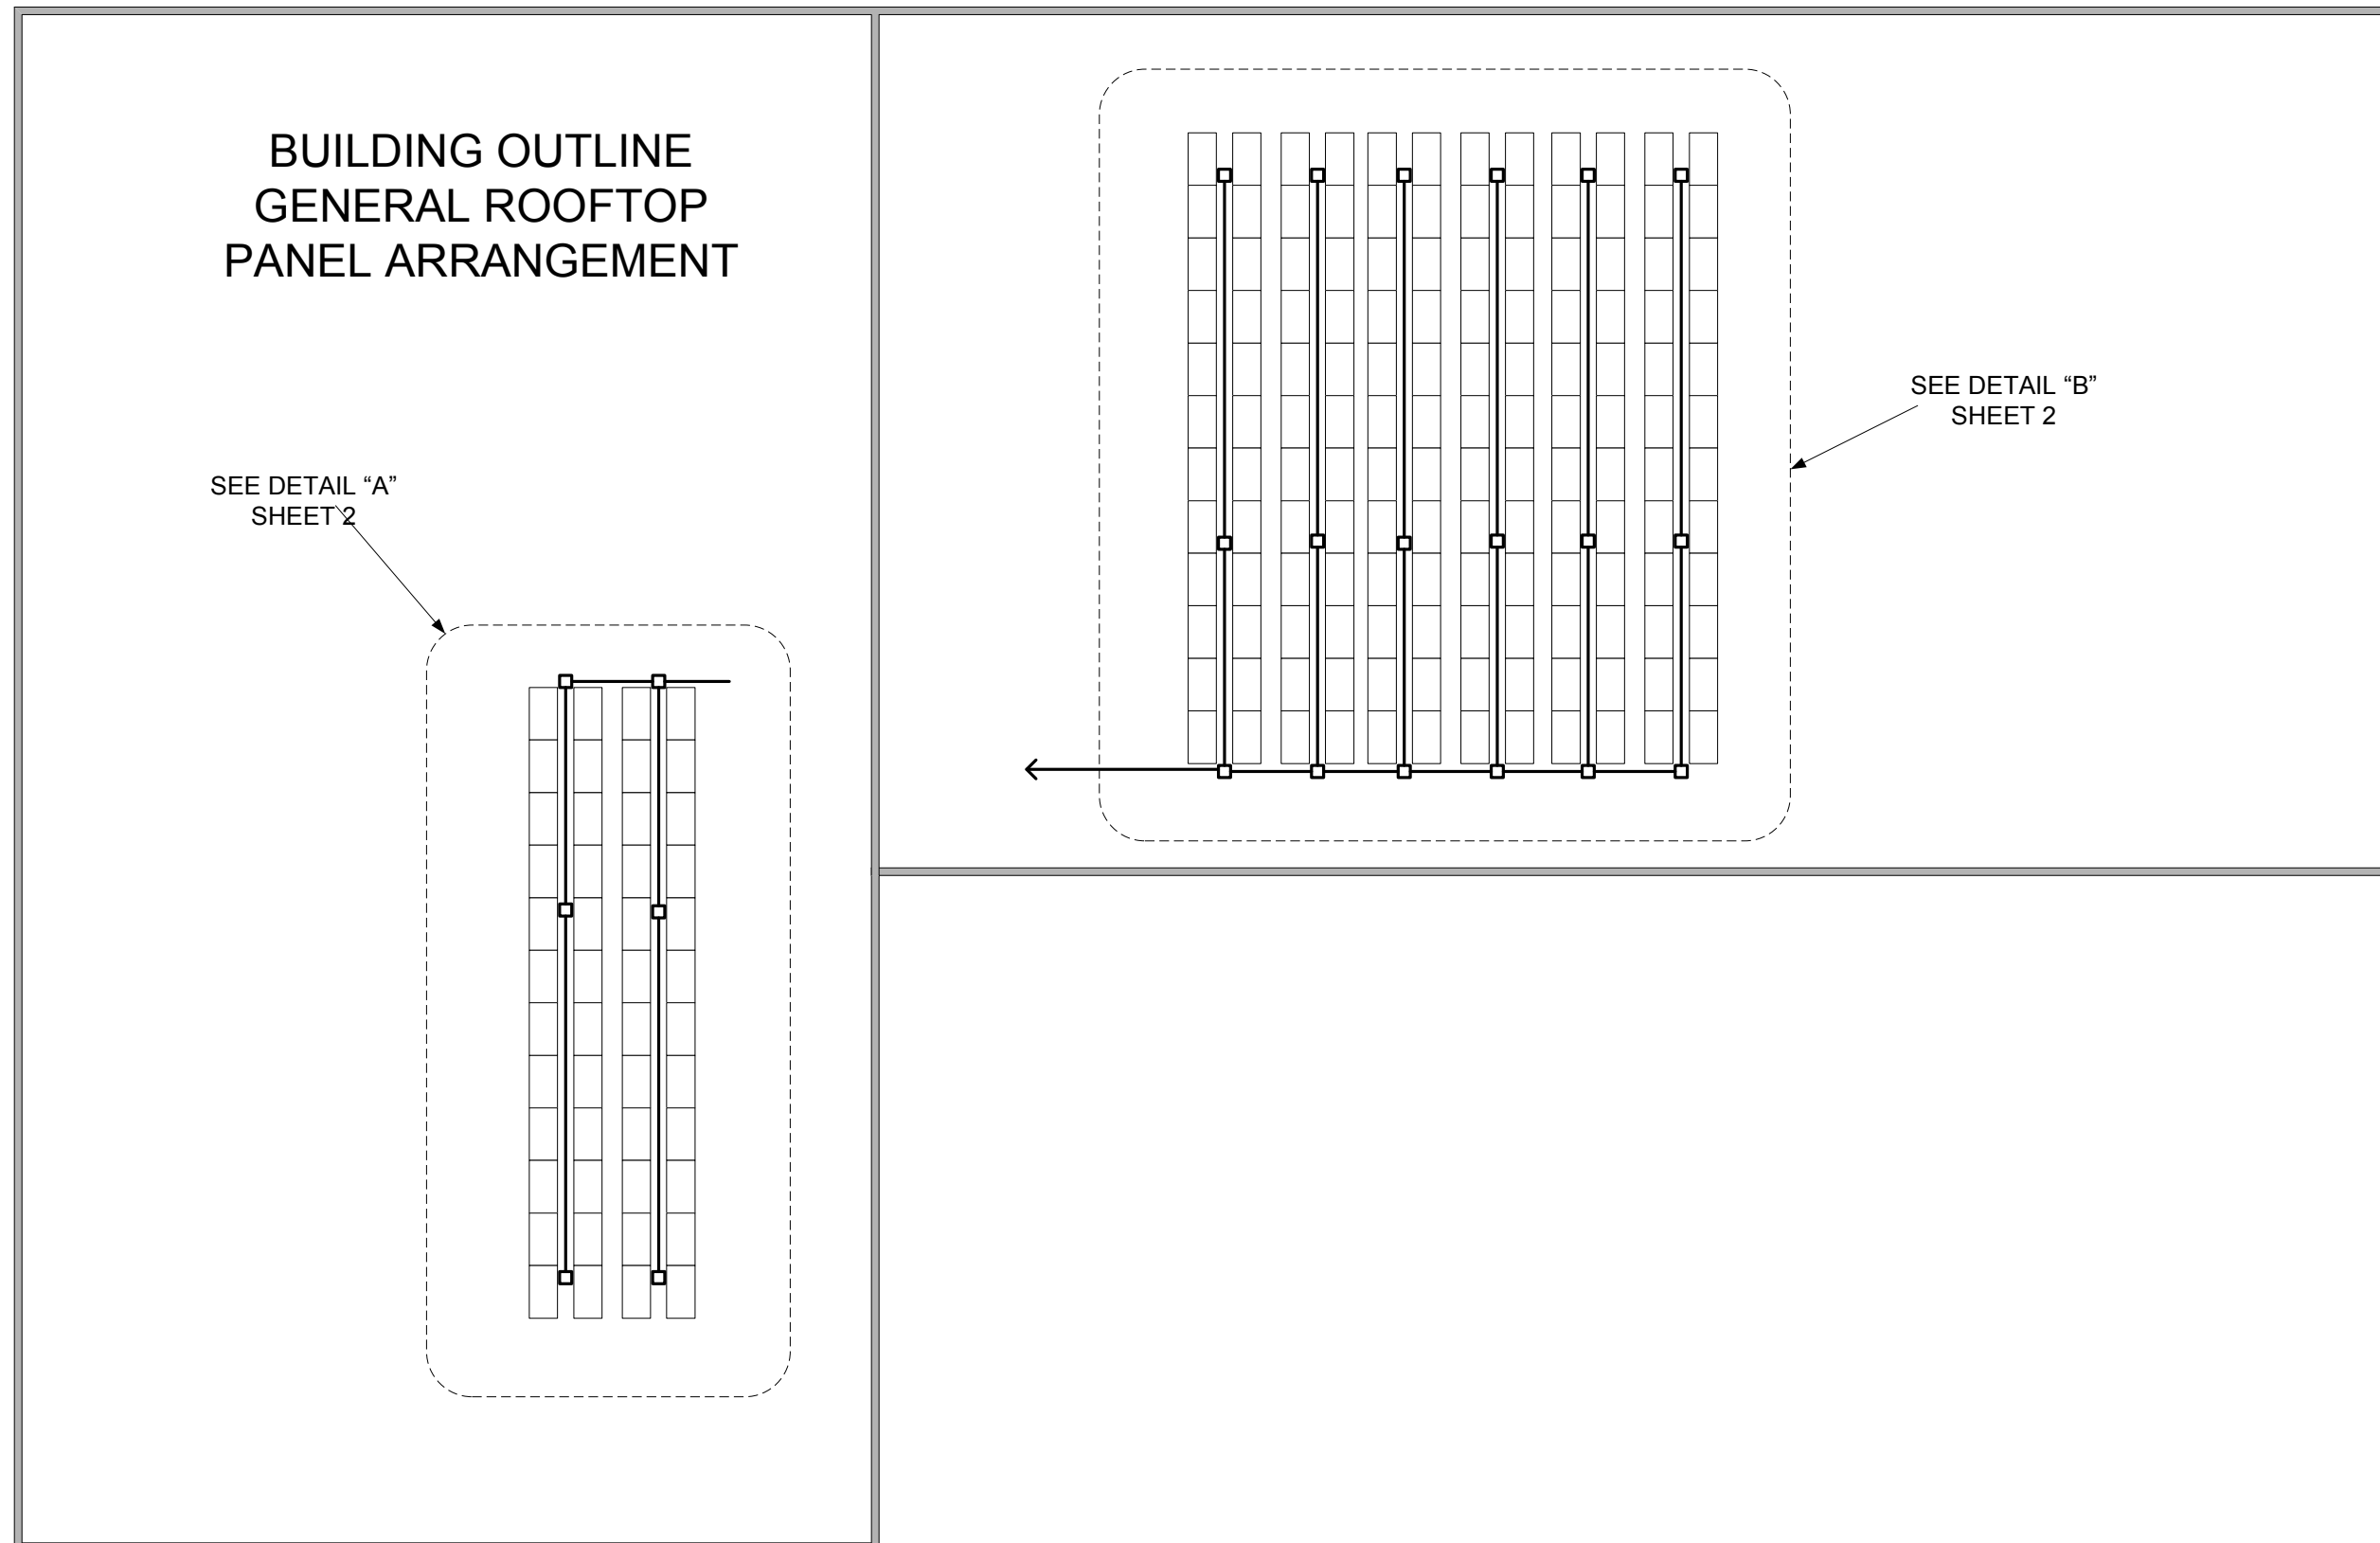 BUILDING OUTLINE
GENERAL ROOFTOP
PANEL ARRANGEMENT
SEE DETAIL “B”
SHEET 2
SEE DETAIL “A”
SHEET 2